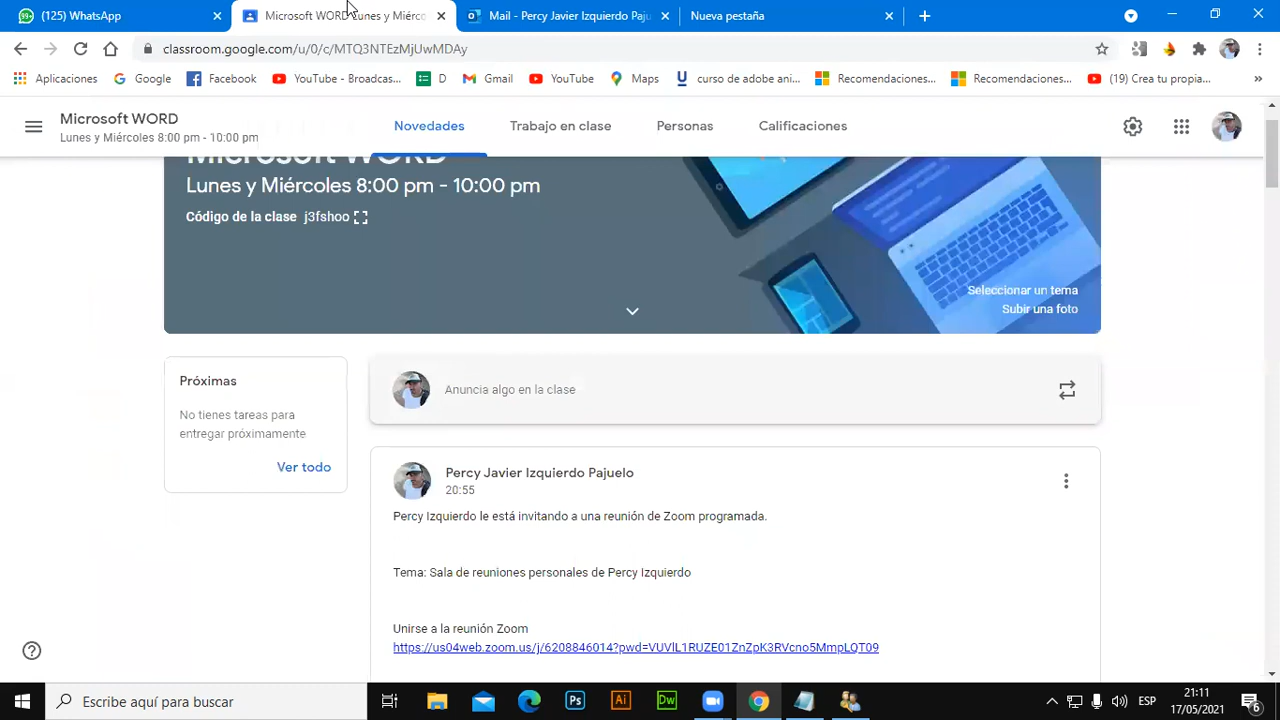 (125) WhatsApp
Microsoft WORD Lunes y Miérco
Mail - Percy Javier Izquierdo Paju
Nueva pestaña
classroom.google.com/u/0/c/MTQ3NTEzMjUwMDAy
Aplicaciones
Google
Facebook
YouTube - Broadcas...
D
Gmail
YouTube
Maps
curso de adobe ani...
Recomendaciones...
Recomendaciones...
(19) Crea tu propia...
»
Microsoft WORD
Lunes y Miércoles 8:00 pm - 10:00 pm
Novedades
Trabajo en clase
Personas
Calificaciones
Microsoft WORD
Lunes y Miércoles 8:00 pm - 10:00 pm
Código de la clase j3fshoo
Seleccionar un tema
Subir una foto
Próximas
No tienes tareas para
entregar próximamente
Ver todo
Anuncia algo en la clase
Percy Javier Izquierdo Pajuelo
20:55
Percy Izquierdo le está invitando a una reunión de Zoom programada.
Tema: Sala de reuniones personales de Percy Izquierdo
Unirse a la reunión Zoom
https://us04web.zoom.us/j/6208846014?pwd=VUVlL1RUZE01ZnZpK3RVcno5MmpLQT09
Escribe aquí para buscar
Ps
Ai
Dw
ESP
21:11
17/05/2021
6